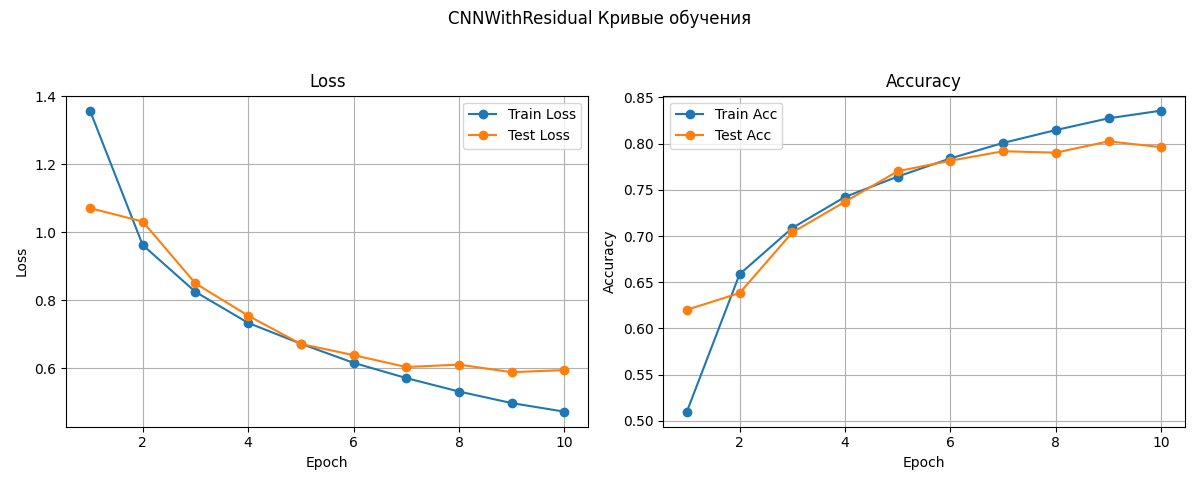 CNNWithResidual Кривые обучения
Loss
1.4
1.2
1.0
0.8
0.6
Loss
2
4
6
8
10
Epoch
Train Loss
Test Loss
Accuracy
0.85
0.80
0.75
0.70
0.65
0.60
0.55
0.50
Accuracy
2
4
6
8
10
Epoch
Train Acc
Test Acc